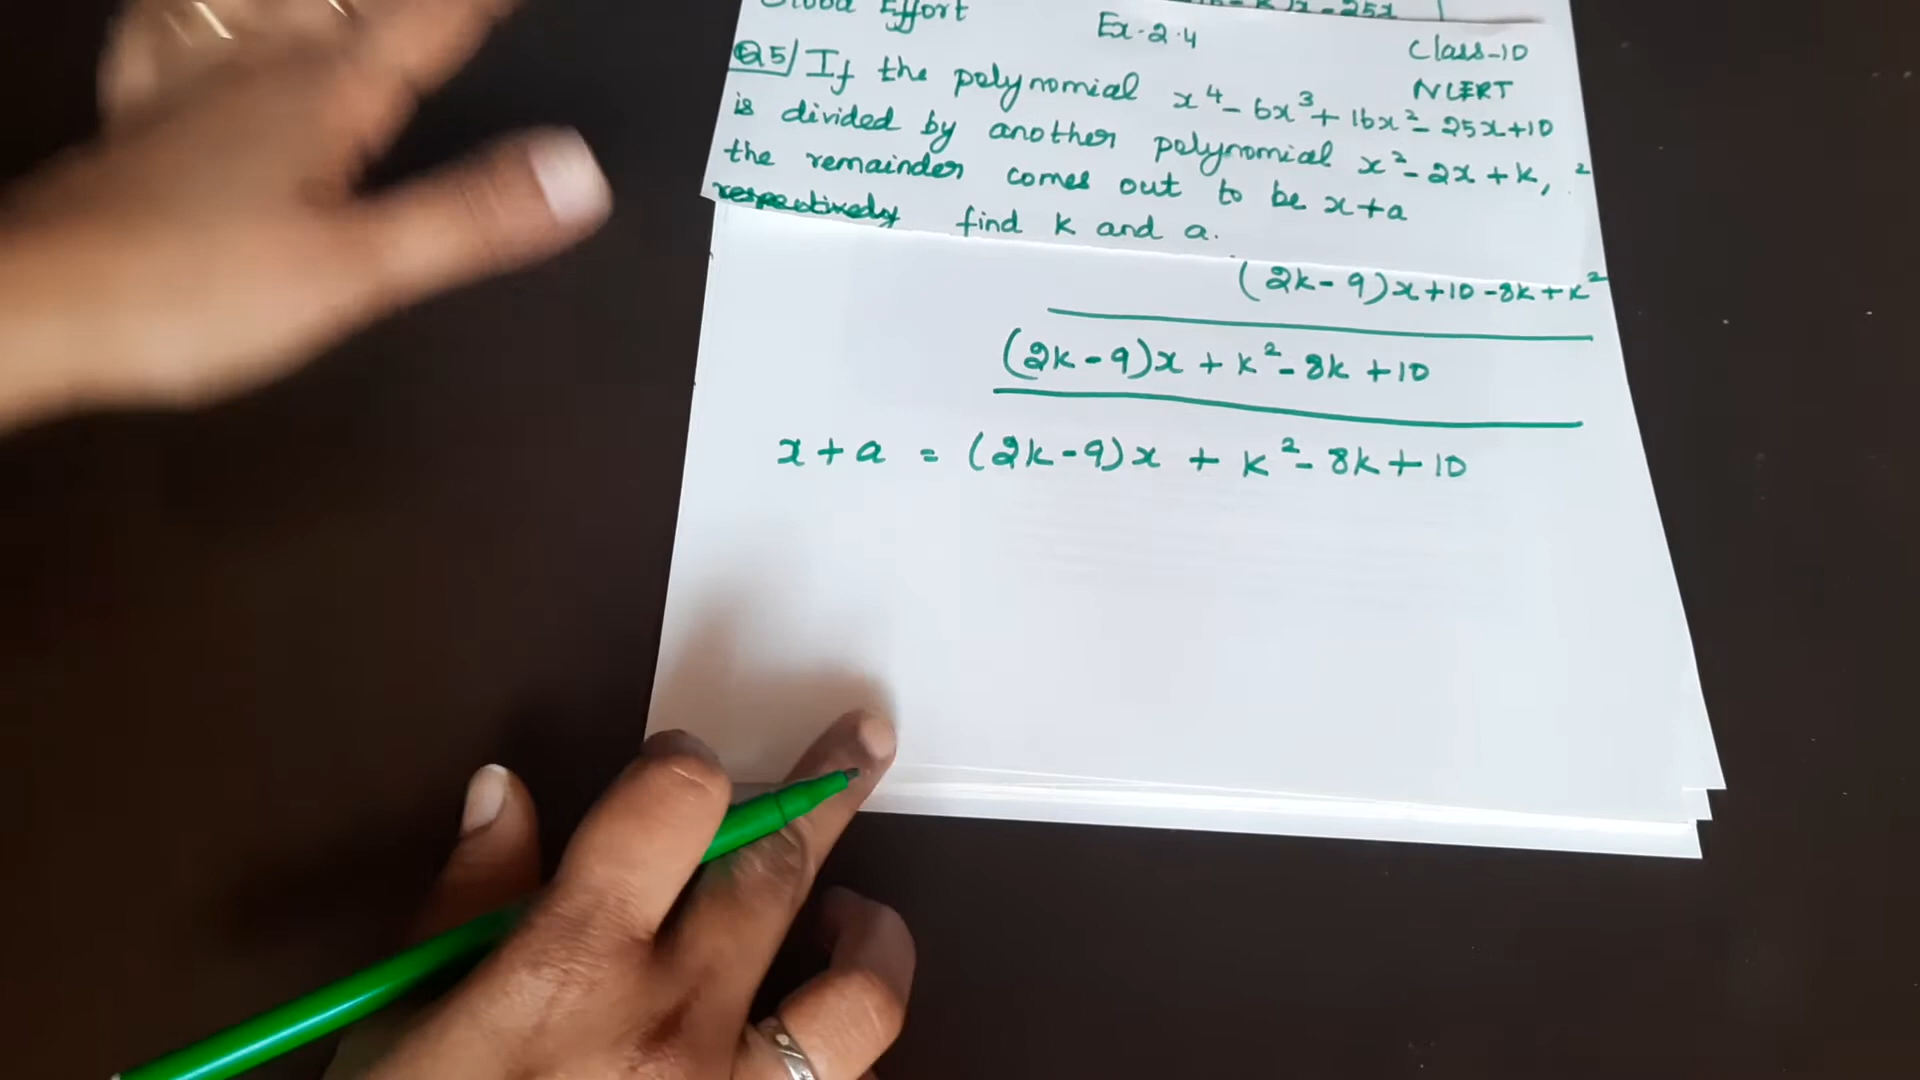 Effort Ex-2.4 Class-10
NCERT
Q5/ If the polynomial x⁴- 6x³+ 16x²- 25x+10
is divided by another polynomial x²- 2x + k,
the remainder comes out to be x+a
respectively find k and a.
(2k- 9)x+10 -8k+k²
(2k-9)x + k²- 8k +10
x+a = (2k-9)x + k²- 8k+10